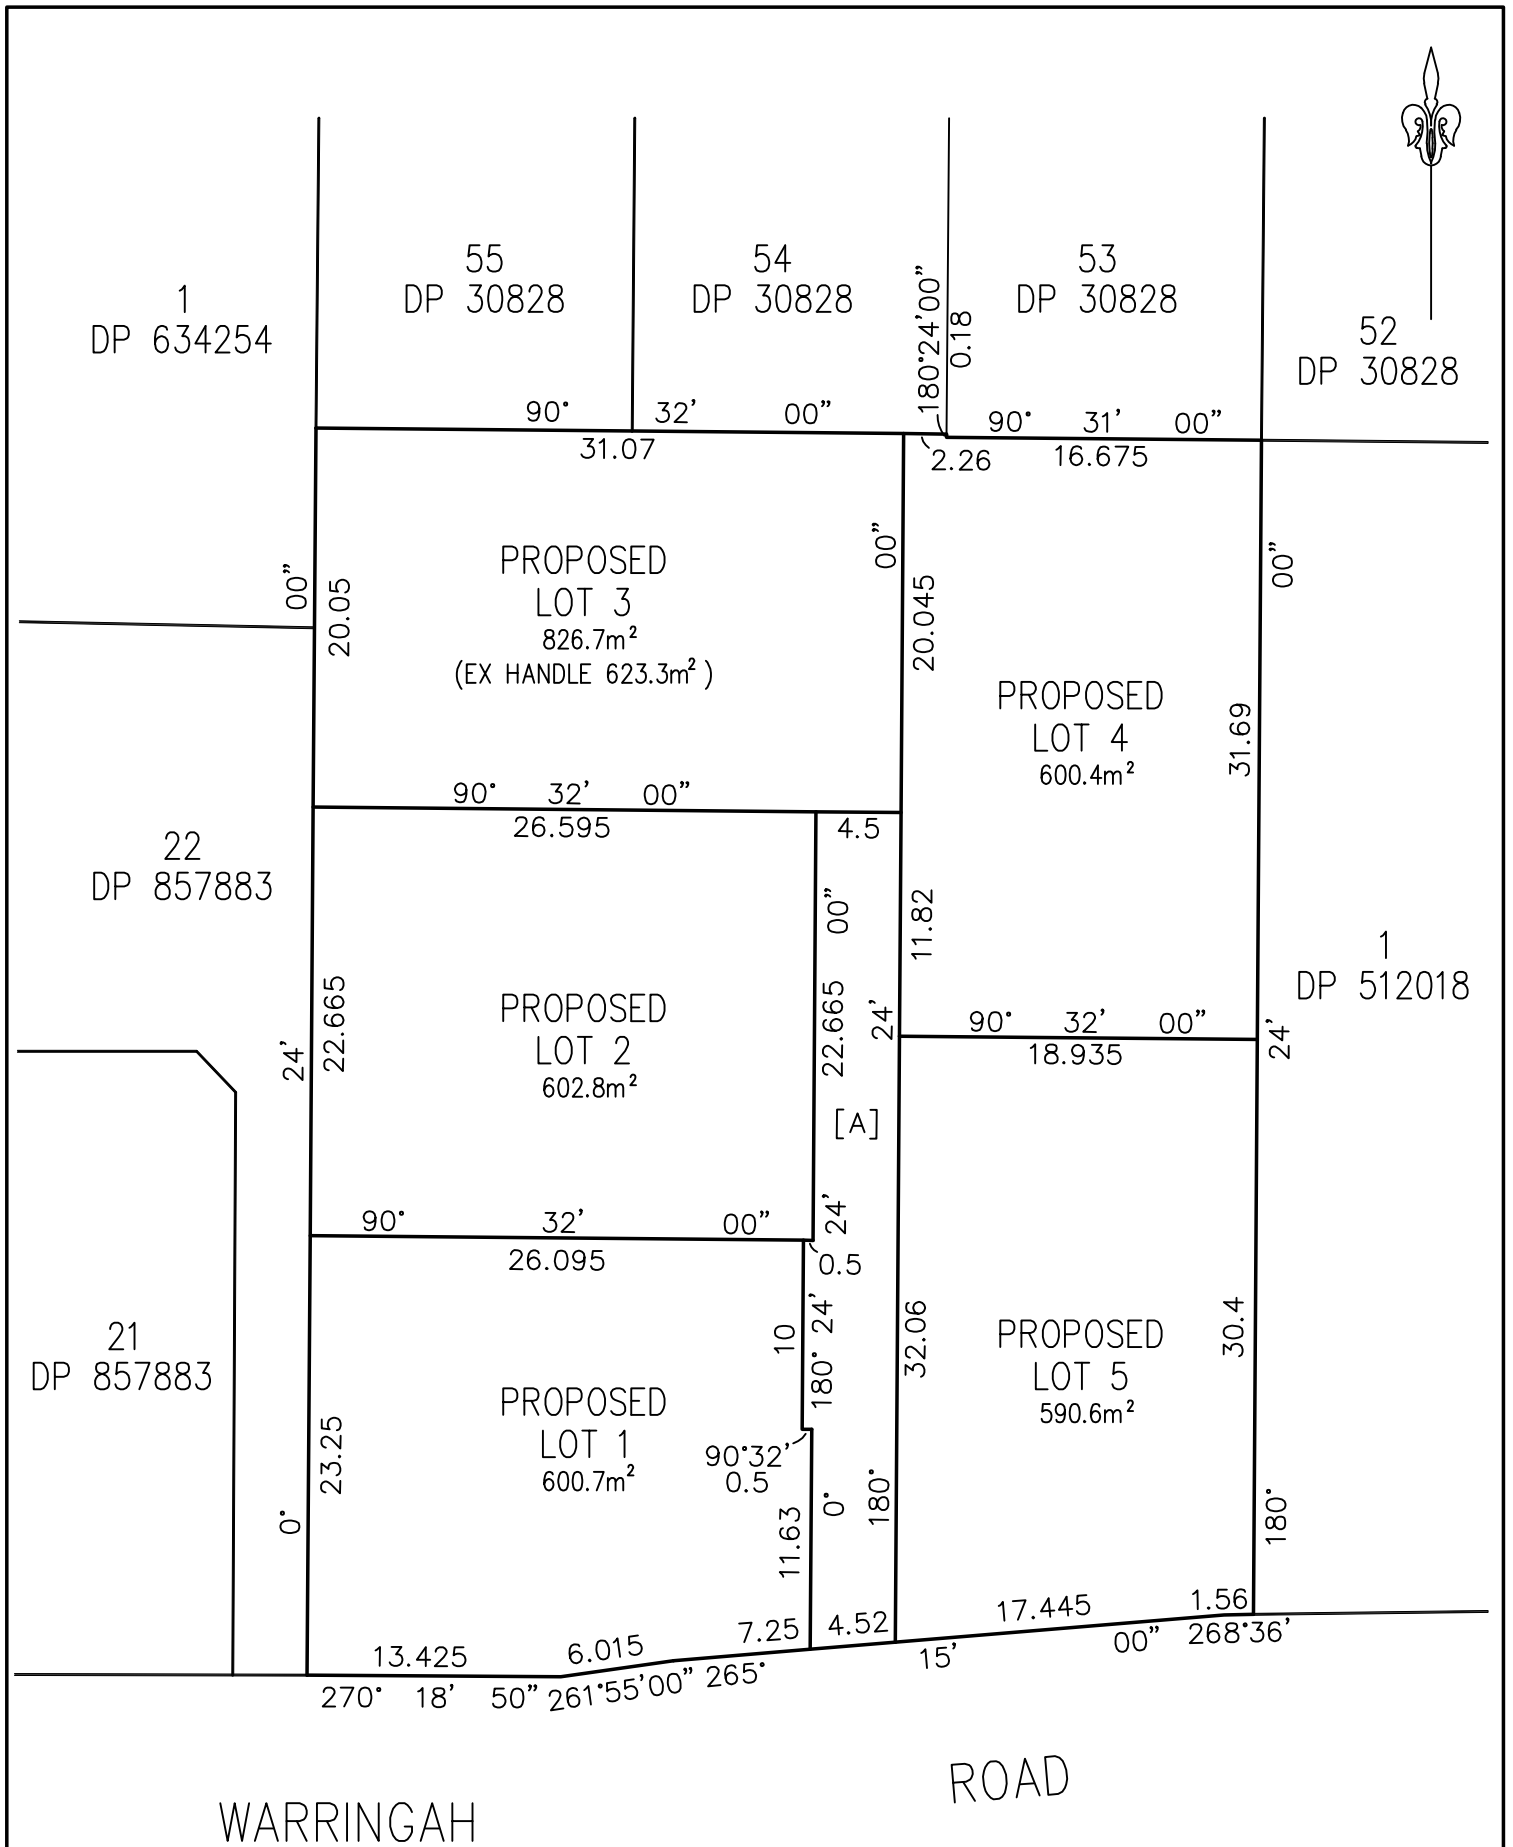 55
DP 30828
54
DP 30828
53
DP 30828
1
DP 634254
52
DP 30828
180°24'00"
0.18
90° 32' 00"
31.07
2.26
90° 31' 00"
16.675
PROPOSED
LOT 3
826.7m²
(EX HANDLE 623.3m²)
00"
20.05
00"
20.045
00"
PROPOSED
LOT 4
600.4m²
31.69
90° 32' 00"
26.595
4.5
22
DP 857883
00"
11.82
1
DP 512018
PROPOSED
LOT 2
602.8m²
24'
22.665
22.665
24'
90° 32' 00"
18.935
24'
[A]
24'
90° 32' 00"
26.095
0.5
21
DP 857883
10
180° 24'
32.06
PROPOSED
LOT 5
590.6m²
30.4
PROPOSED
LOT 1
600.7m²
23.25
0°
90°32'
0.5
11.63
0°
180°
180°
13.425
6.015
7.25
4.52
17.445
1.56
270° 18' 50"
261°55'00"
265° 15' 00"
268°36'
WARRINGAH ROAD